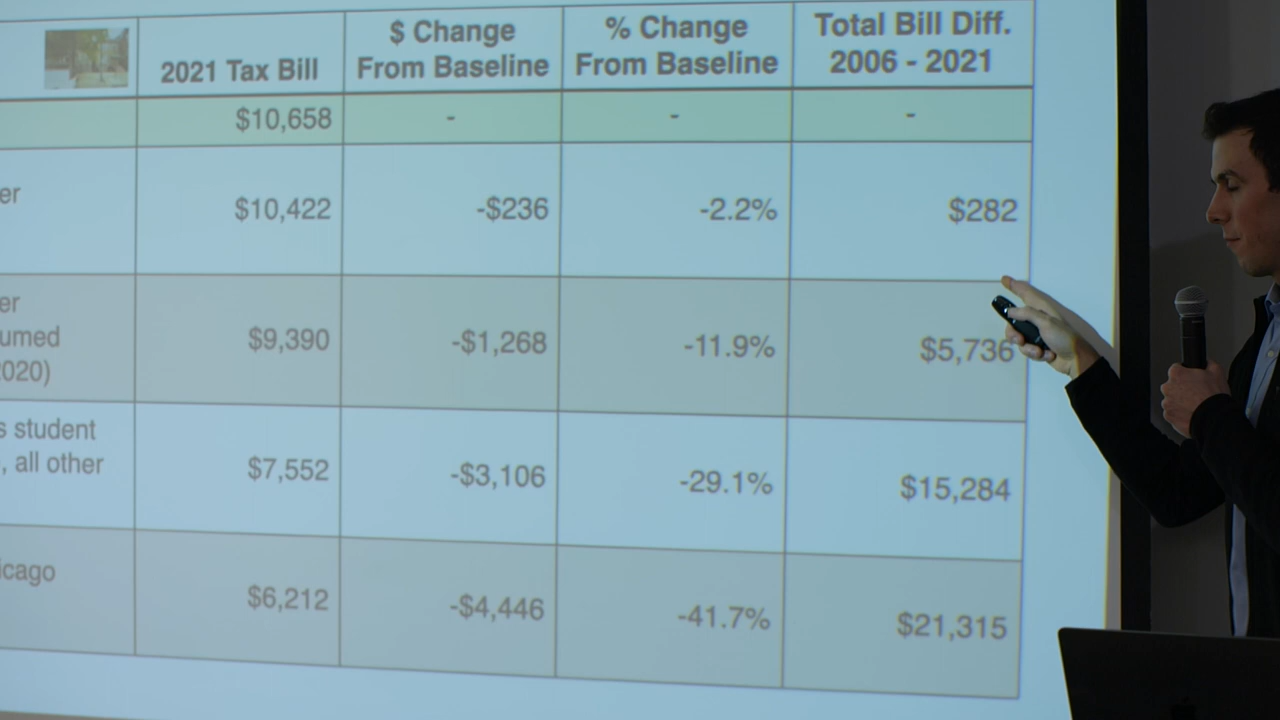 2021 Tax Bill
$ Change
From Baseline
% Change
From Baseline
Total Bill Diff.
2006 - 2021
$10,658 - - -
er
$10,422 -$236 -2.2% $282
er
umed
020)
$9,390 -$1,268 -11.9% $5,736
s student
, all other
$7,552 -$3,106 -29.1% $15,284
icago
$6,212 -$4,446 -41.7% $21,315